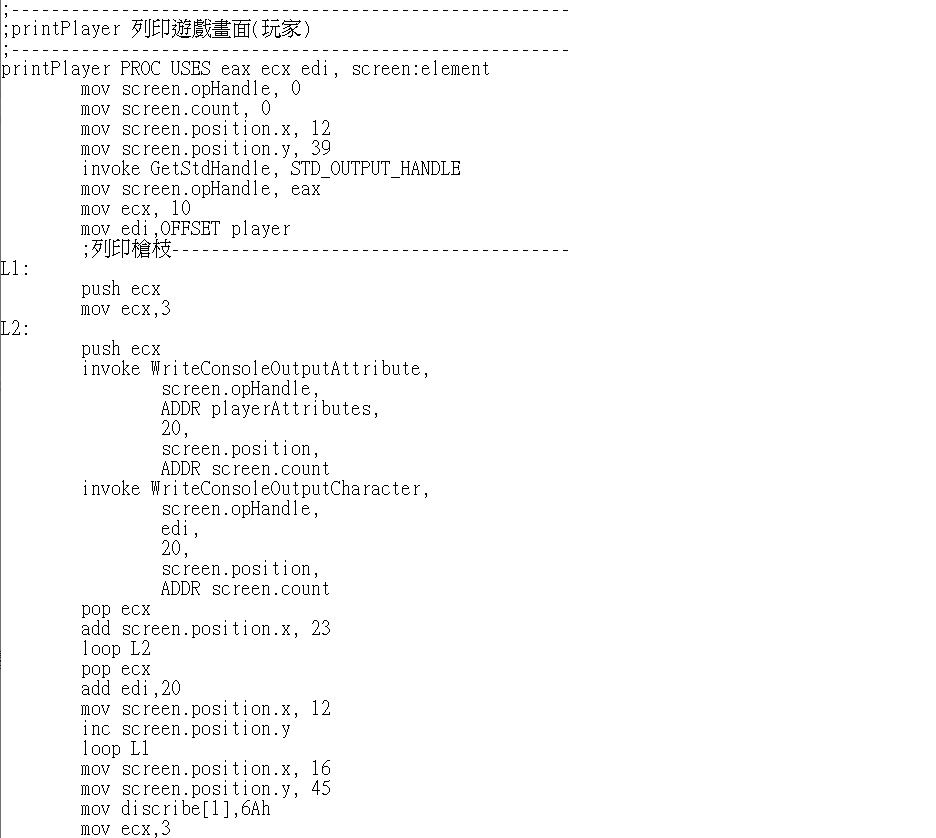 ;--------------------------------------------------------
;printPlayer 列印遊戲畫面(玩家)
;--------------------------------------------------------
printPlayer PROC USES eax ecx edi, screen:element
mov screen.opHandle, 0
mov screen.count, 0
mov screen.position.x, 12
mov screen.position.y, 39
invoke GetStdHandle, STD_OUTPUT_HANDLE
mov screen.opHandle, eax
mov ecx, 10
mov edi,OFFSET player
;列印槍枝----------------------------------------
L1:
push ecx
mov ecx,3
L2:
push ecx
invoke WriteConsoleOutputAttribute,
screen.opHandle,
ADDR playerAttributes,
20,
screen.position,
ADDR screen.count
invoke WriteConsoleOutputCharacter,
screen.opHandle,
edi,
20,
screen.position,
ADDR screen.count
pop ecx
add screen.position.x, 23
loop L2
pop ecx
add edi,20
mov screen.position.x, 12
inc screen.position.y
loop L1
mov screen.position.x, 16
mov screen.position.y, 45
mov discribe[1],6Ah
mov ecx,3